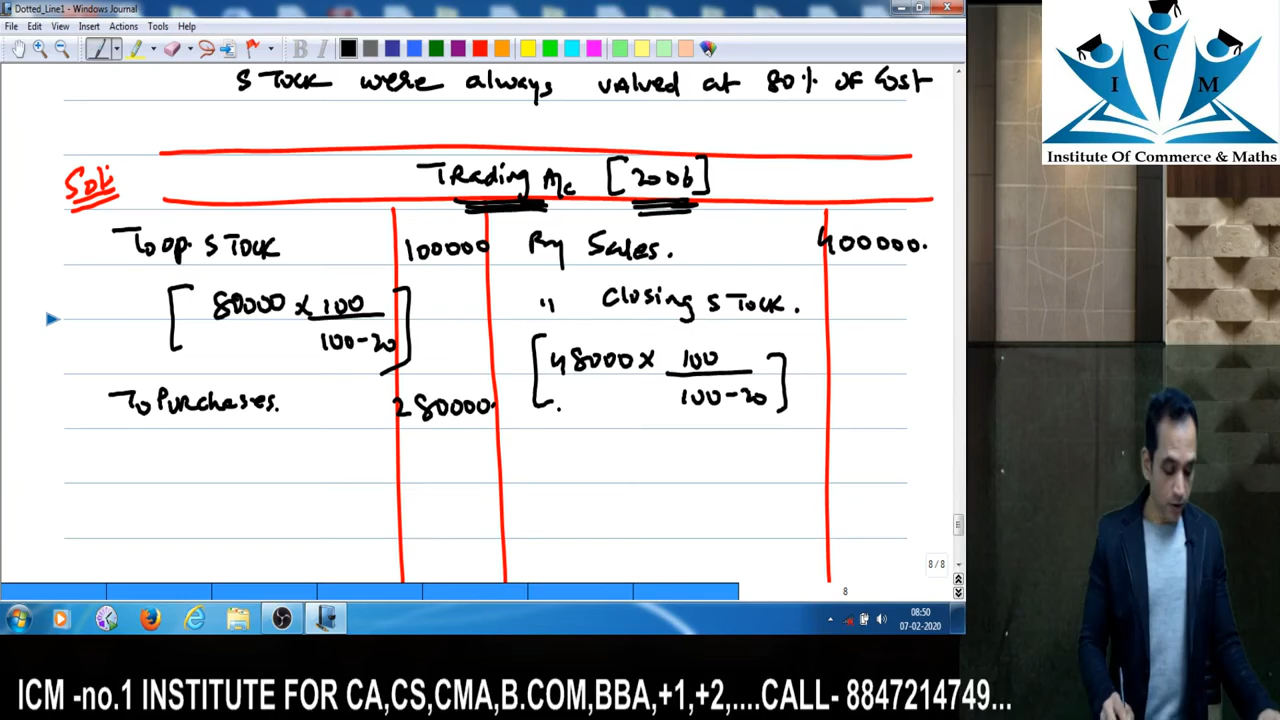 Dotted_Line1 - Windows Journal
File Edit View Insert Actions Tools Help
B I
STOCK were always valued at 80% OF COST
Sol:
Trading A/c [2006]
To op. STOCK 100000 By Sales. 400000.
[80000 x 100 / 100-20]
" Closing STOCK.
[48000 x 100 / 100-20]
To Purchases. 280000.
8/8
8
08:50
07-02-2020
I C M
Institute Of Commerce & Maths
ICM -no.1 INSTITUTE FOR CA,CS,CMA,B.COM,BBA,+1,+2,....CALL- 8847214749...